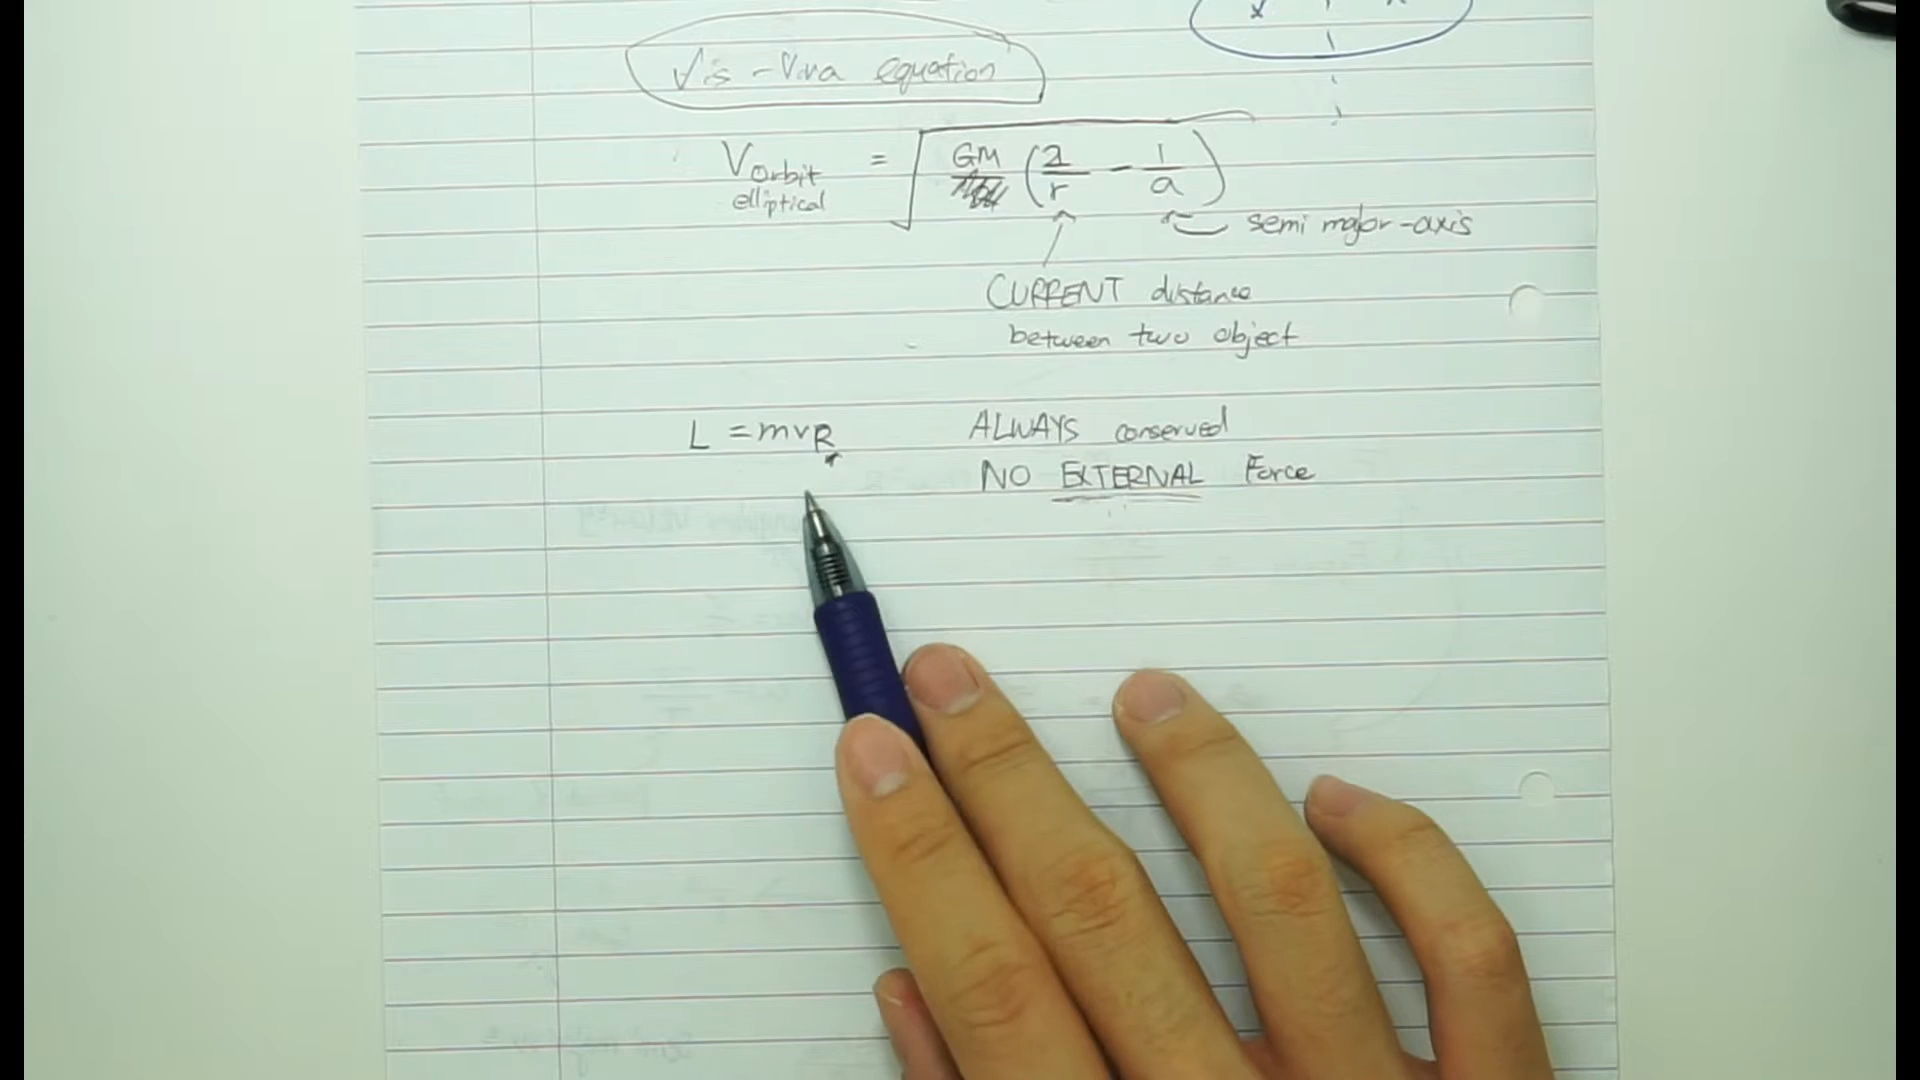 x
Vis-Viva equation
V orbit elliptical = √ GM ( 2/r - 1/a )
semi major-axis
CURRENT distance
between two object
L = mvR ALWAYS conserved
NO EXTERNAL Force